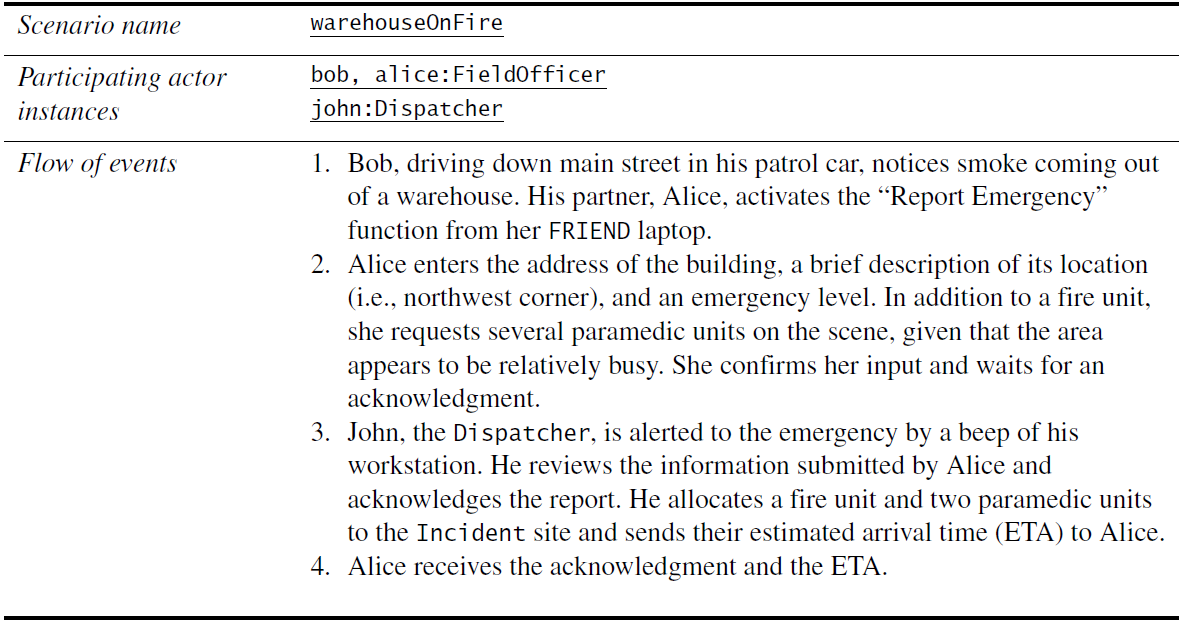 Scenario name warehouseOnFire
Participating actor bob, alice:FieldOfficer
instances john:Dispatcher
Flow of events 1. Bob, driving down main street in his patrol car, notices smoke coming out
of a warehouse. His partner, Alice, activates the “Report Emergency”
function from her FRIEND laptop.
2. Alice enters the address of the building, a brief description of its location
(i.e., northwest corner), and an emergency level. In addition to a fire unit,
she requests several paramedic units on the scene, given that the area
appears to be relatively busy. She confirms her input and waits for an
acknowledgment.
3. John, the Dispatcher, is alerted to the emergency by a beep of his
workstation. He reviews the information submitted by Alice and
acknowledges the report. He allocates a fire unit and two paramedic units
to the Incident site and sends their estimated arrival time (ETA) to Alice.
4. Alice receives the acknowledgment and the ETA.